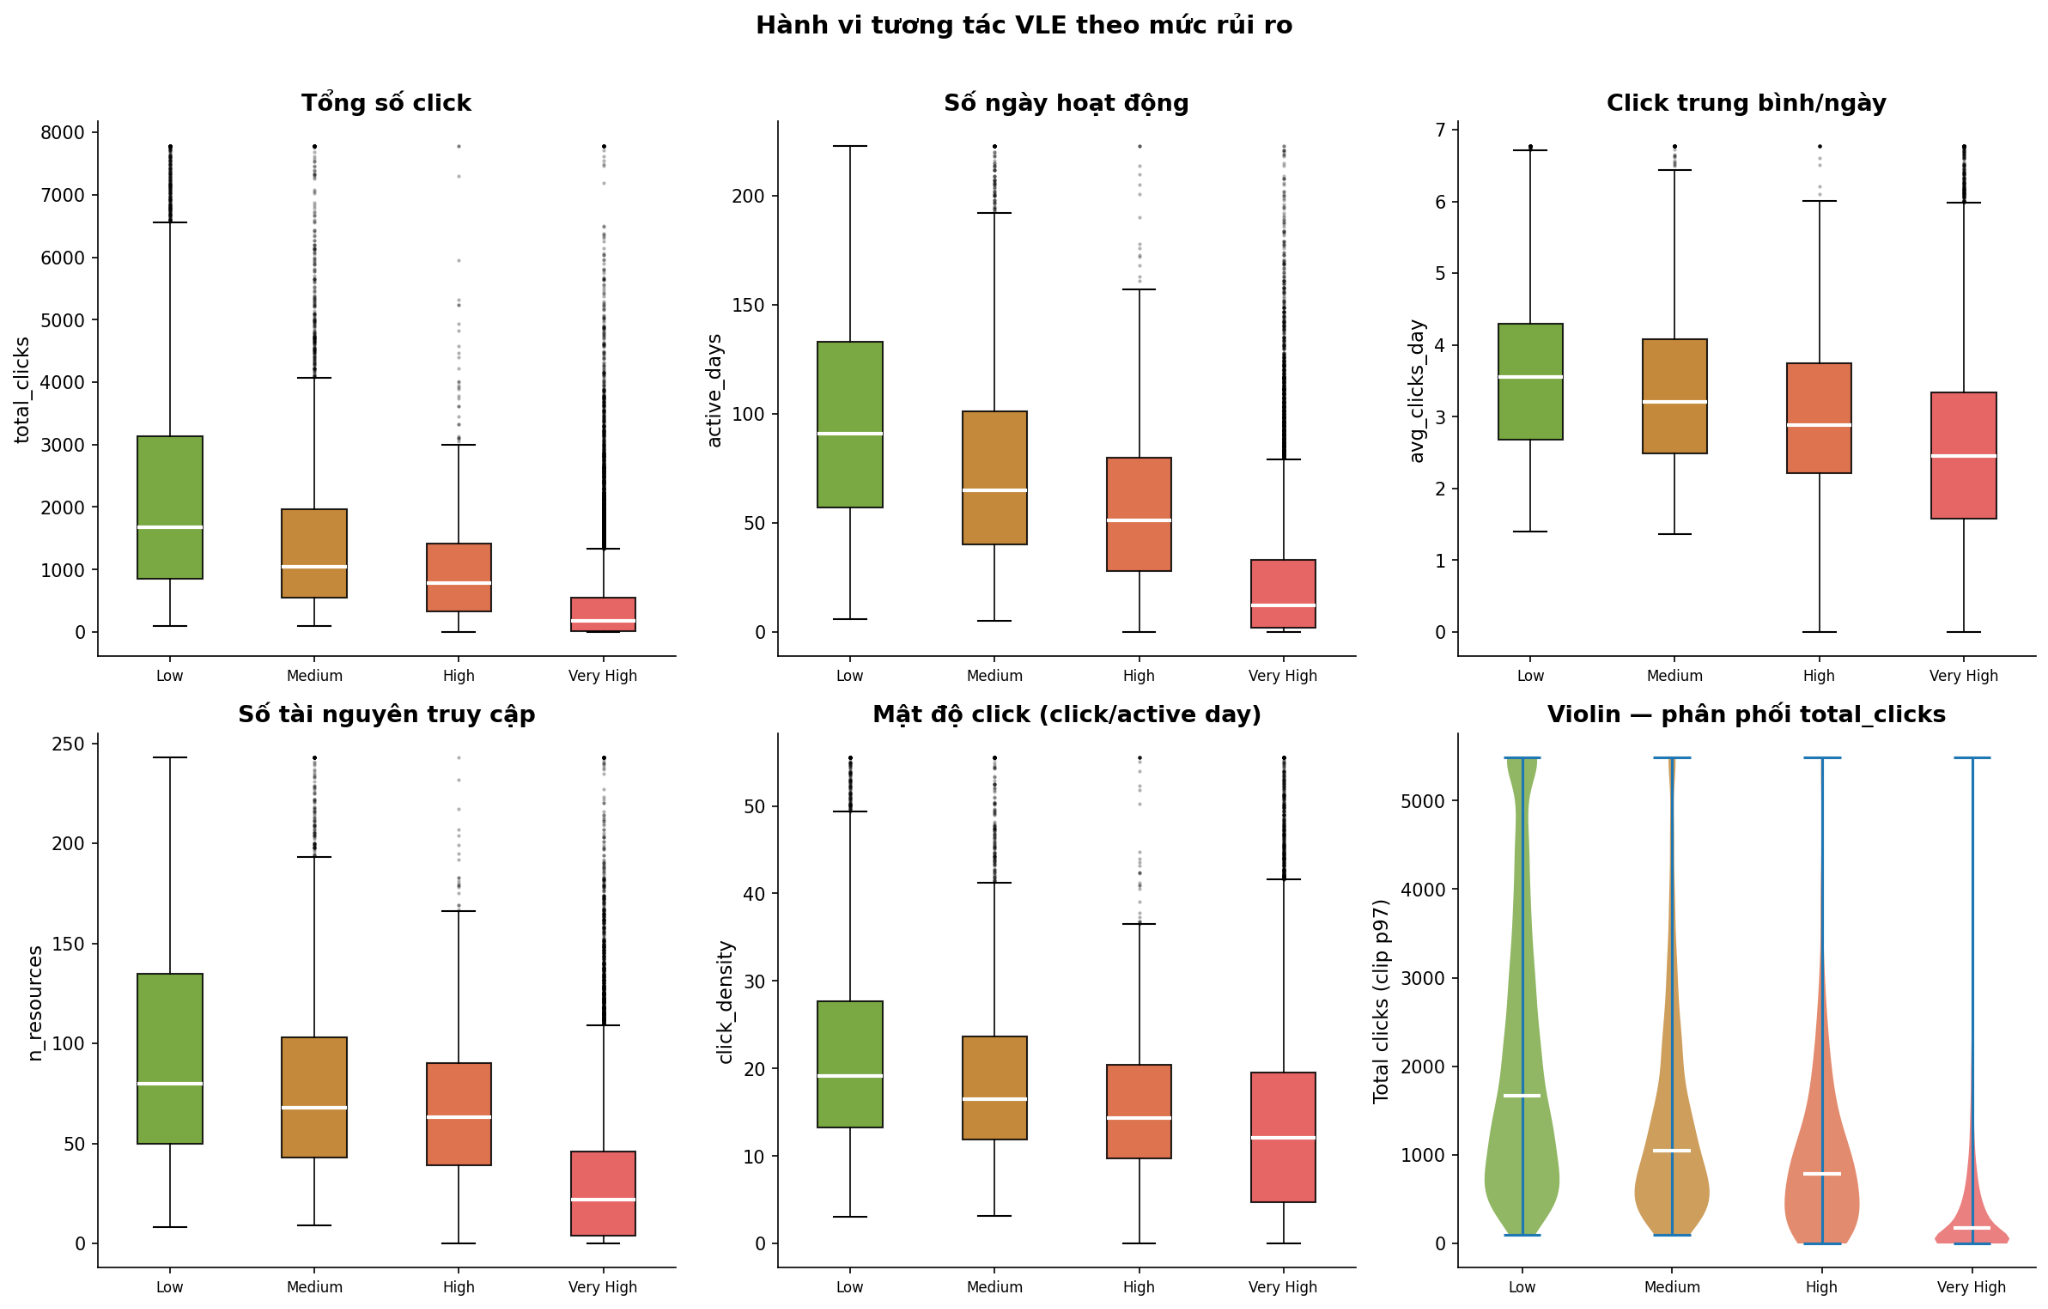 Hành vi tương tác VLE theo mức rủi ro
Tổng số click
8000
7000
6000
5000
4000
3000
2000
1000
0
total_clicks
Low Medium High Very High
Số ngày hoạt động
200
150
100
50
0
active_days
Low Medium High Very High
Click trung bình/ngày
7
6
5
4
3
2
1
0
avg_clicks_day
Low Medium High Very High
Số tài nguyên truy cập
250
200
150
100
50
0
n_resources
Low Medium High Very High
Mật độ click (click/active day)
50
40
30
20
10
0
click_density
Low Medium High Very High
Violin — phân phối total_clicks
5000
4000
3000
2000
1000
0
Total clicks (clip p97)
Low Medium High Very High